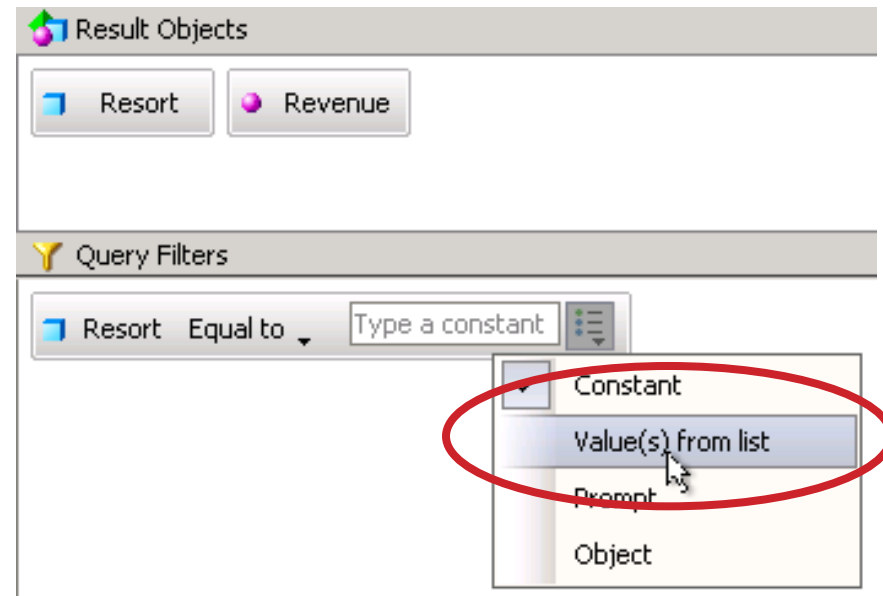 Result Objects
Resort Revenue
Query Filters
Resort Equal to Type a constant
Constant
Value(s) from list
Prompt
Object